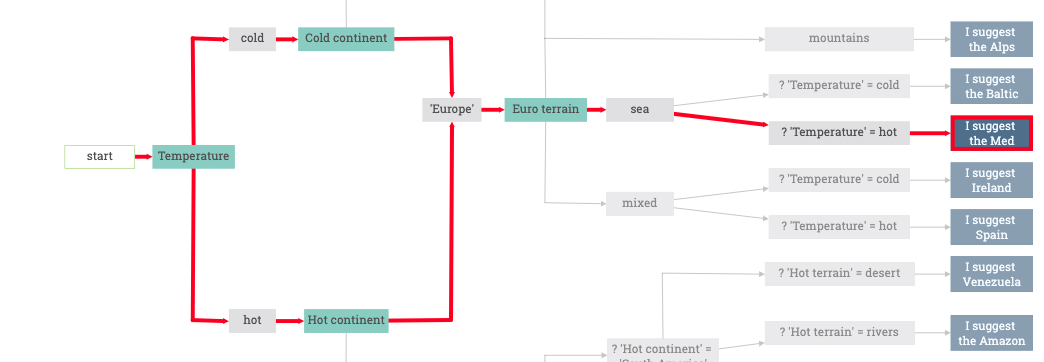 start
Temperature
cold
Cold continent
hot
Hot continent
'Europe'
Euro terrain
sea
mixed
mountains
I suggest
the Alps
? 'Temperature' = cold
I suggest
the Baltic
? 'Temperature' = hot
I suggest
the Med
? 'Temperature' = cold
I suggest
Ireland
? 'Temperature' = hot
I suggest
Spain
? 'Hot terrain' = desert
I suggest
Venezuela
? 'Hot terrain' = rivers
I suggest
the Amazon
? 'Hot continent' =